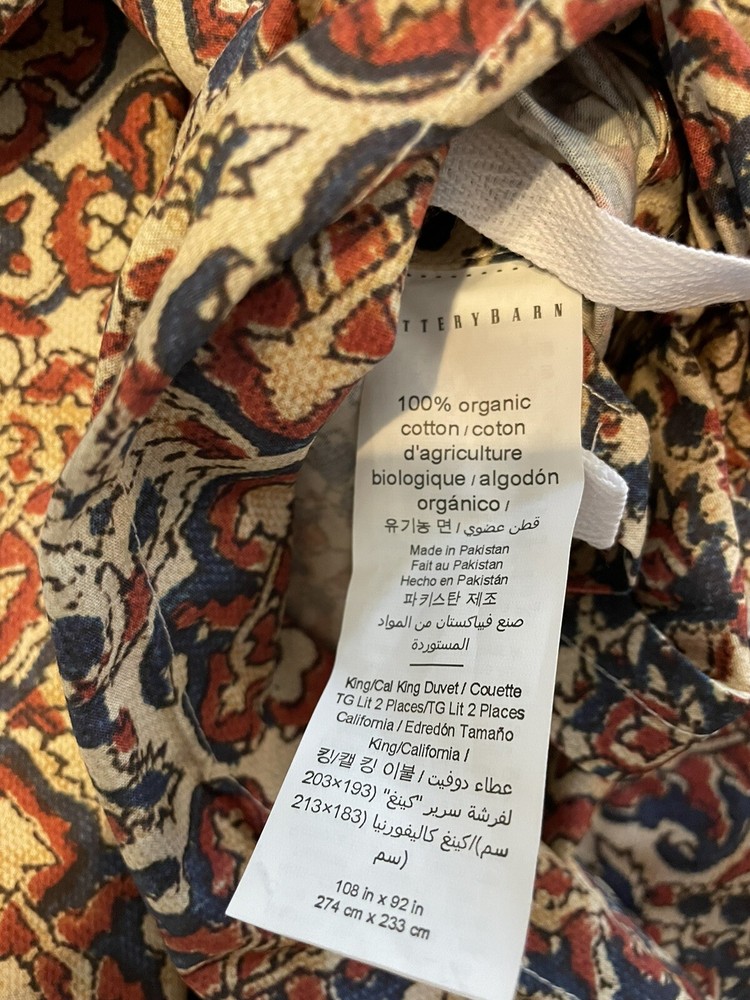 TTERYBARN
100% organic
cotton / coton
d'agriculture
biologique / algodón
orgánico /
유기농 면 / قطن عضوي
Made in Pakistan
Fait au Pakistan
Hecho en Pakistán
파키스탄 제조
صنع فيباكستان من المواد
المستوردة
King/Cal King Duvet / Couette
TG Lit 2 Places/TG Lit 2 Places
California / Edredón Tamaño
King/California /
킹/캘 킹 이불 / غطاء دوفيت
لفرشة سرير "كينغ" (193×203
سم)/كينغ كاليفورنيا (183×213
سم)
108 in x 92 in
274 cm x 233 cm